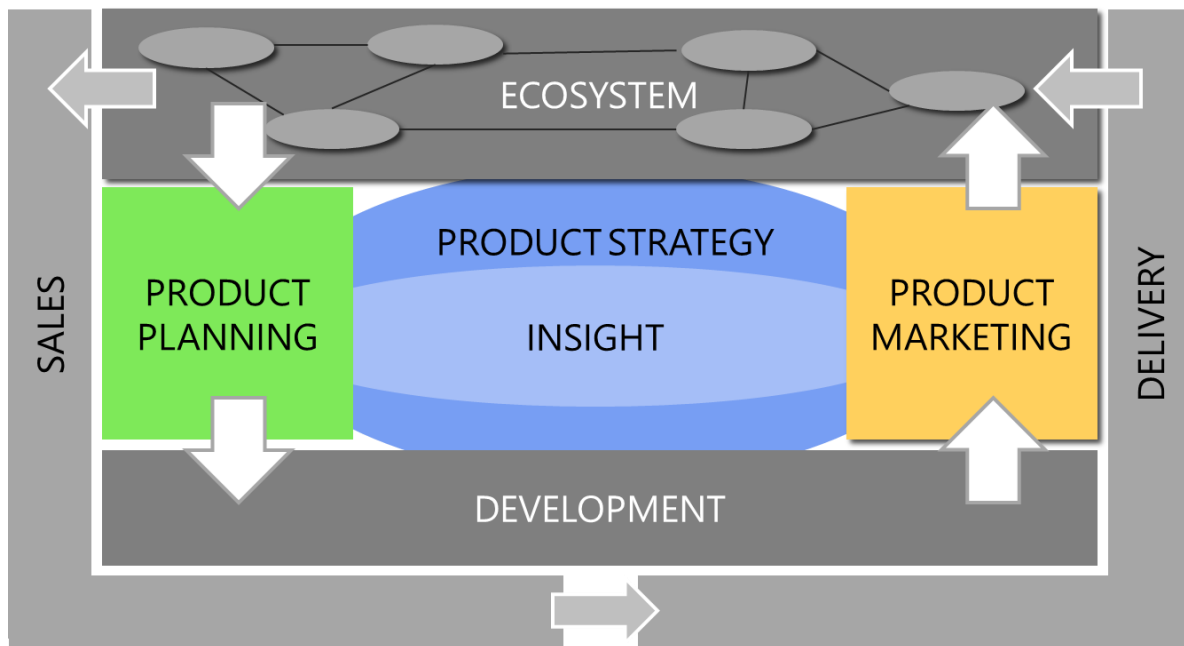 ECOSYSTEM
PRODUCT STRATEGY
PRODUCT
PLANNING
INSIGHT
PRODUCT
MARKETING
SALES
DELIVERY
DEVELOPMENT